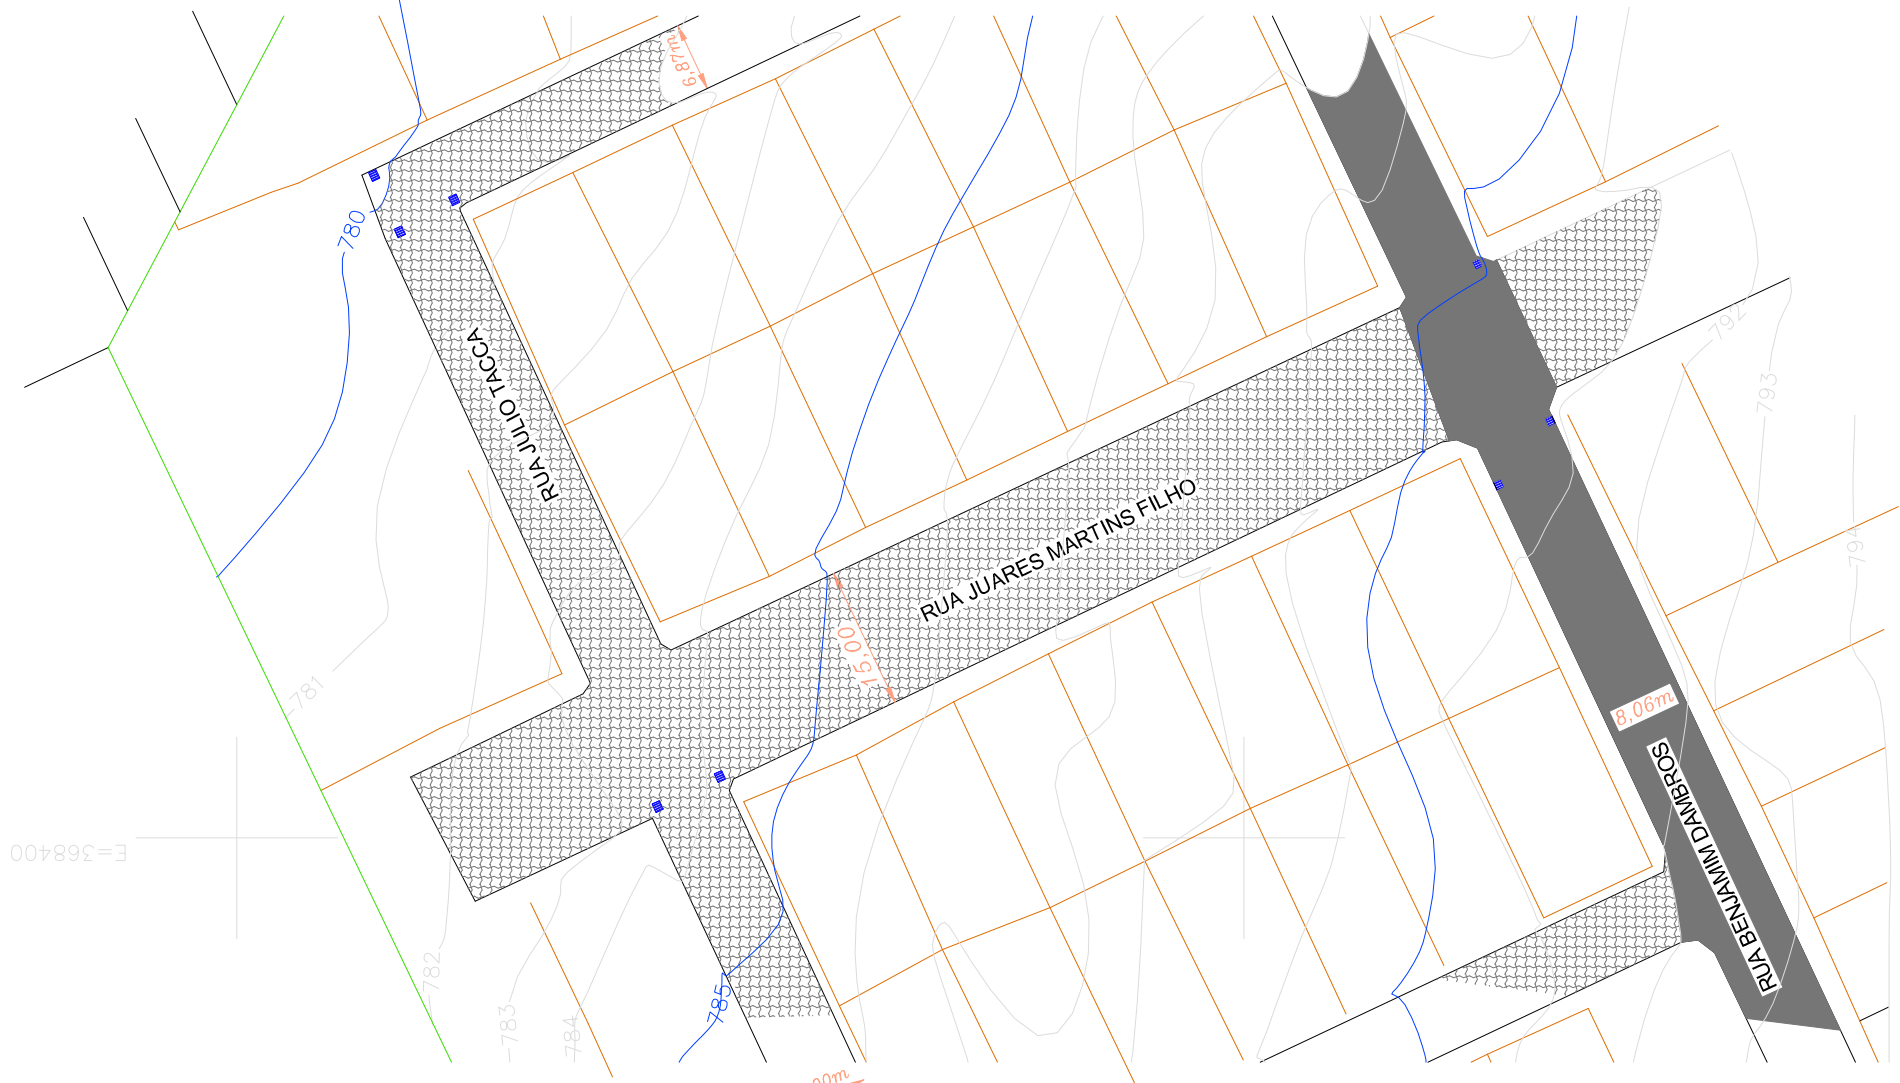 6,87m
780
792
RUA JULIO TACCA
793
RUA JUARES MARTINS FILHO
794
15,00
781
8,06m
RUA BENJAMIM DAMBROS
E=368400
782
785
783
784